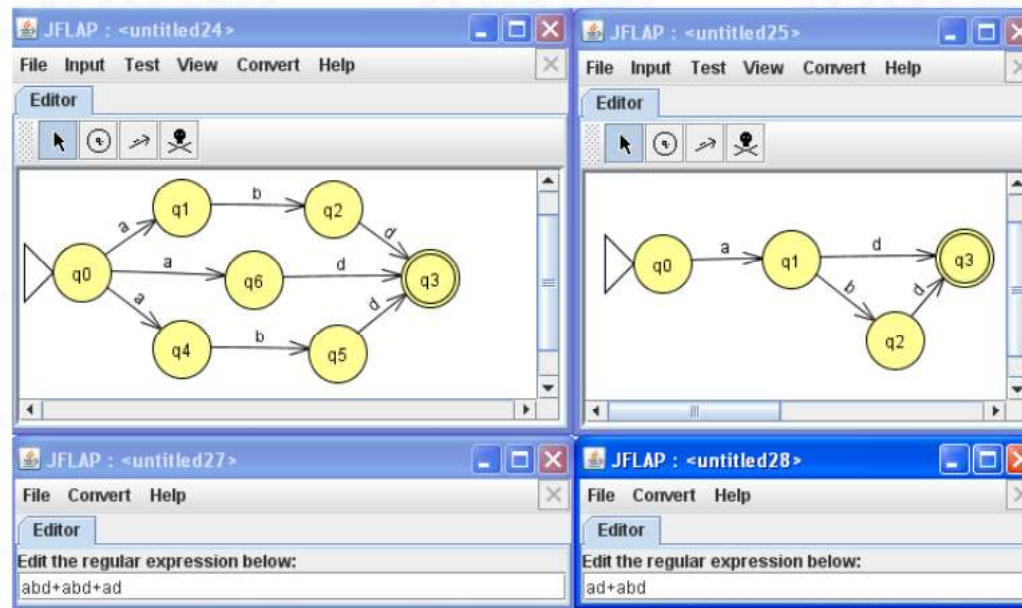 JFLAP : <untitled24>
File Input Test View Convert Help
Editor
a
b
d
a
d
a
b
d
q0
q1
q2
q6
q3
q4
q5
JFLAP : <untitled25>
File Input Test View Convert Help
Editor
a
d
b
d
q0
q1
q3
q2
JFLAP : <untitled27>
File Convert Help
Editor
Edit the regular expression below:
abd+abd+ad
JFLAP : <untitled28>
File Convert Help
Editor
Edit the regular expression below:
ad+abd